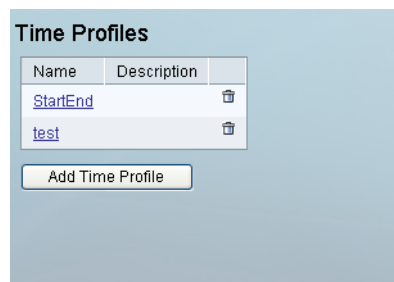 Time Profiles
Name Description
StartEnd
test
Add Time Profile